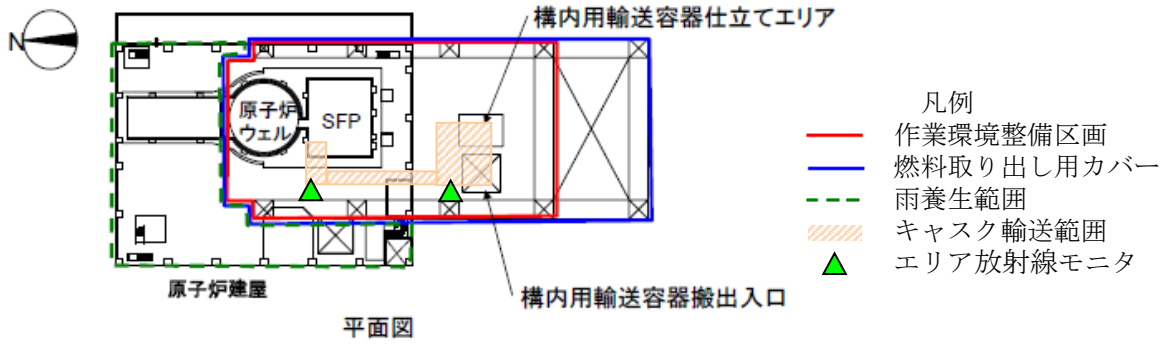 構内用輸送容器仕立てエリア
N
原子炉
ウェル
SFP
凡例
作業環境整備区画
燃料取り出し用カバー
雨養生範囲
キャスク輸送範囲
エリア放射線モニタ
原子炉建屋
構内用輸送容器搬出入口
平面図